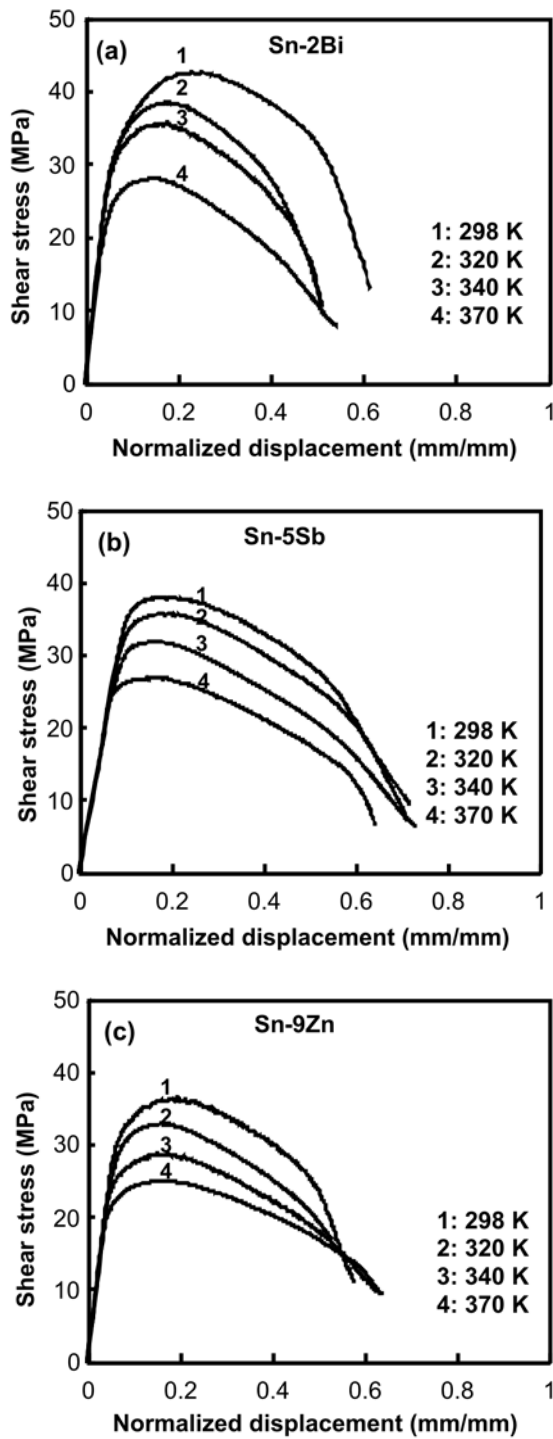 (a)
Sn-2Bi
50
40
30
20
10
0
Shear stress (MPa)
1
2
3
4
1: 298 K
2: 320 K
3: 340 K
4: 370 K
0 0.2 0.4 0.6 0.8 1
Normalized displacement (mm/mm)
(b)
Sn-5Sb
50
40
30
20
10
0
Shear stress (MPa)
1
2
3
4
1: 298 K
2: 320 K
3: 340 K
4: 370 K
0 0.2 0.4 0.6 0.8 1
Normalized displacement (mm/mm)
(c)
Sn-9Zn
50
40
30
20
10
0
Shear stress (MPa)
1
2
3
4
1: 298 K
2: 320 K
3: 340 K
4: 370 K
0 0.2 0.4 0.6 0.8 1
Normalized displacement (mm/mm)